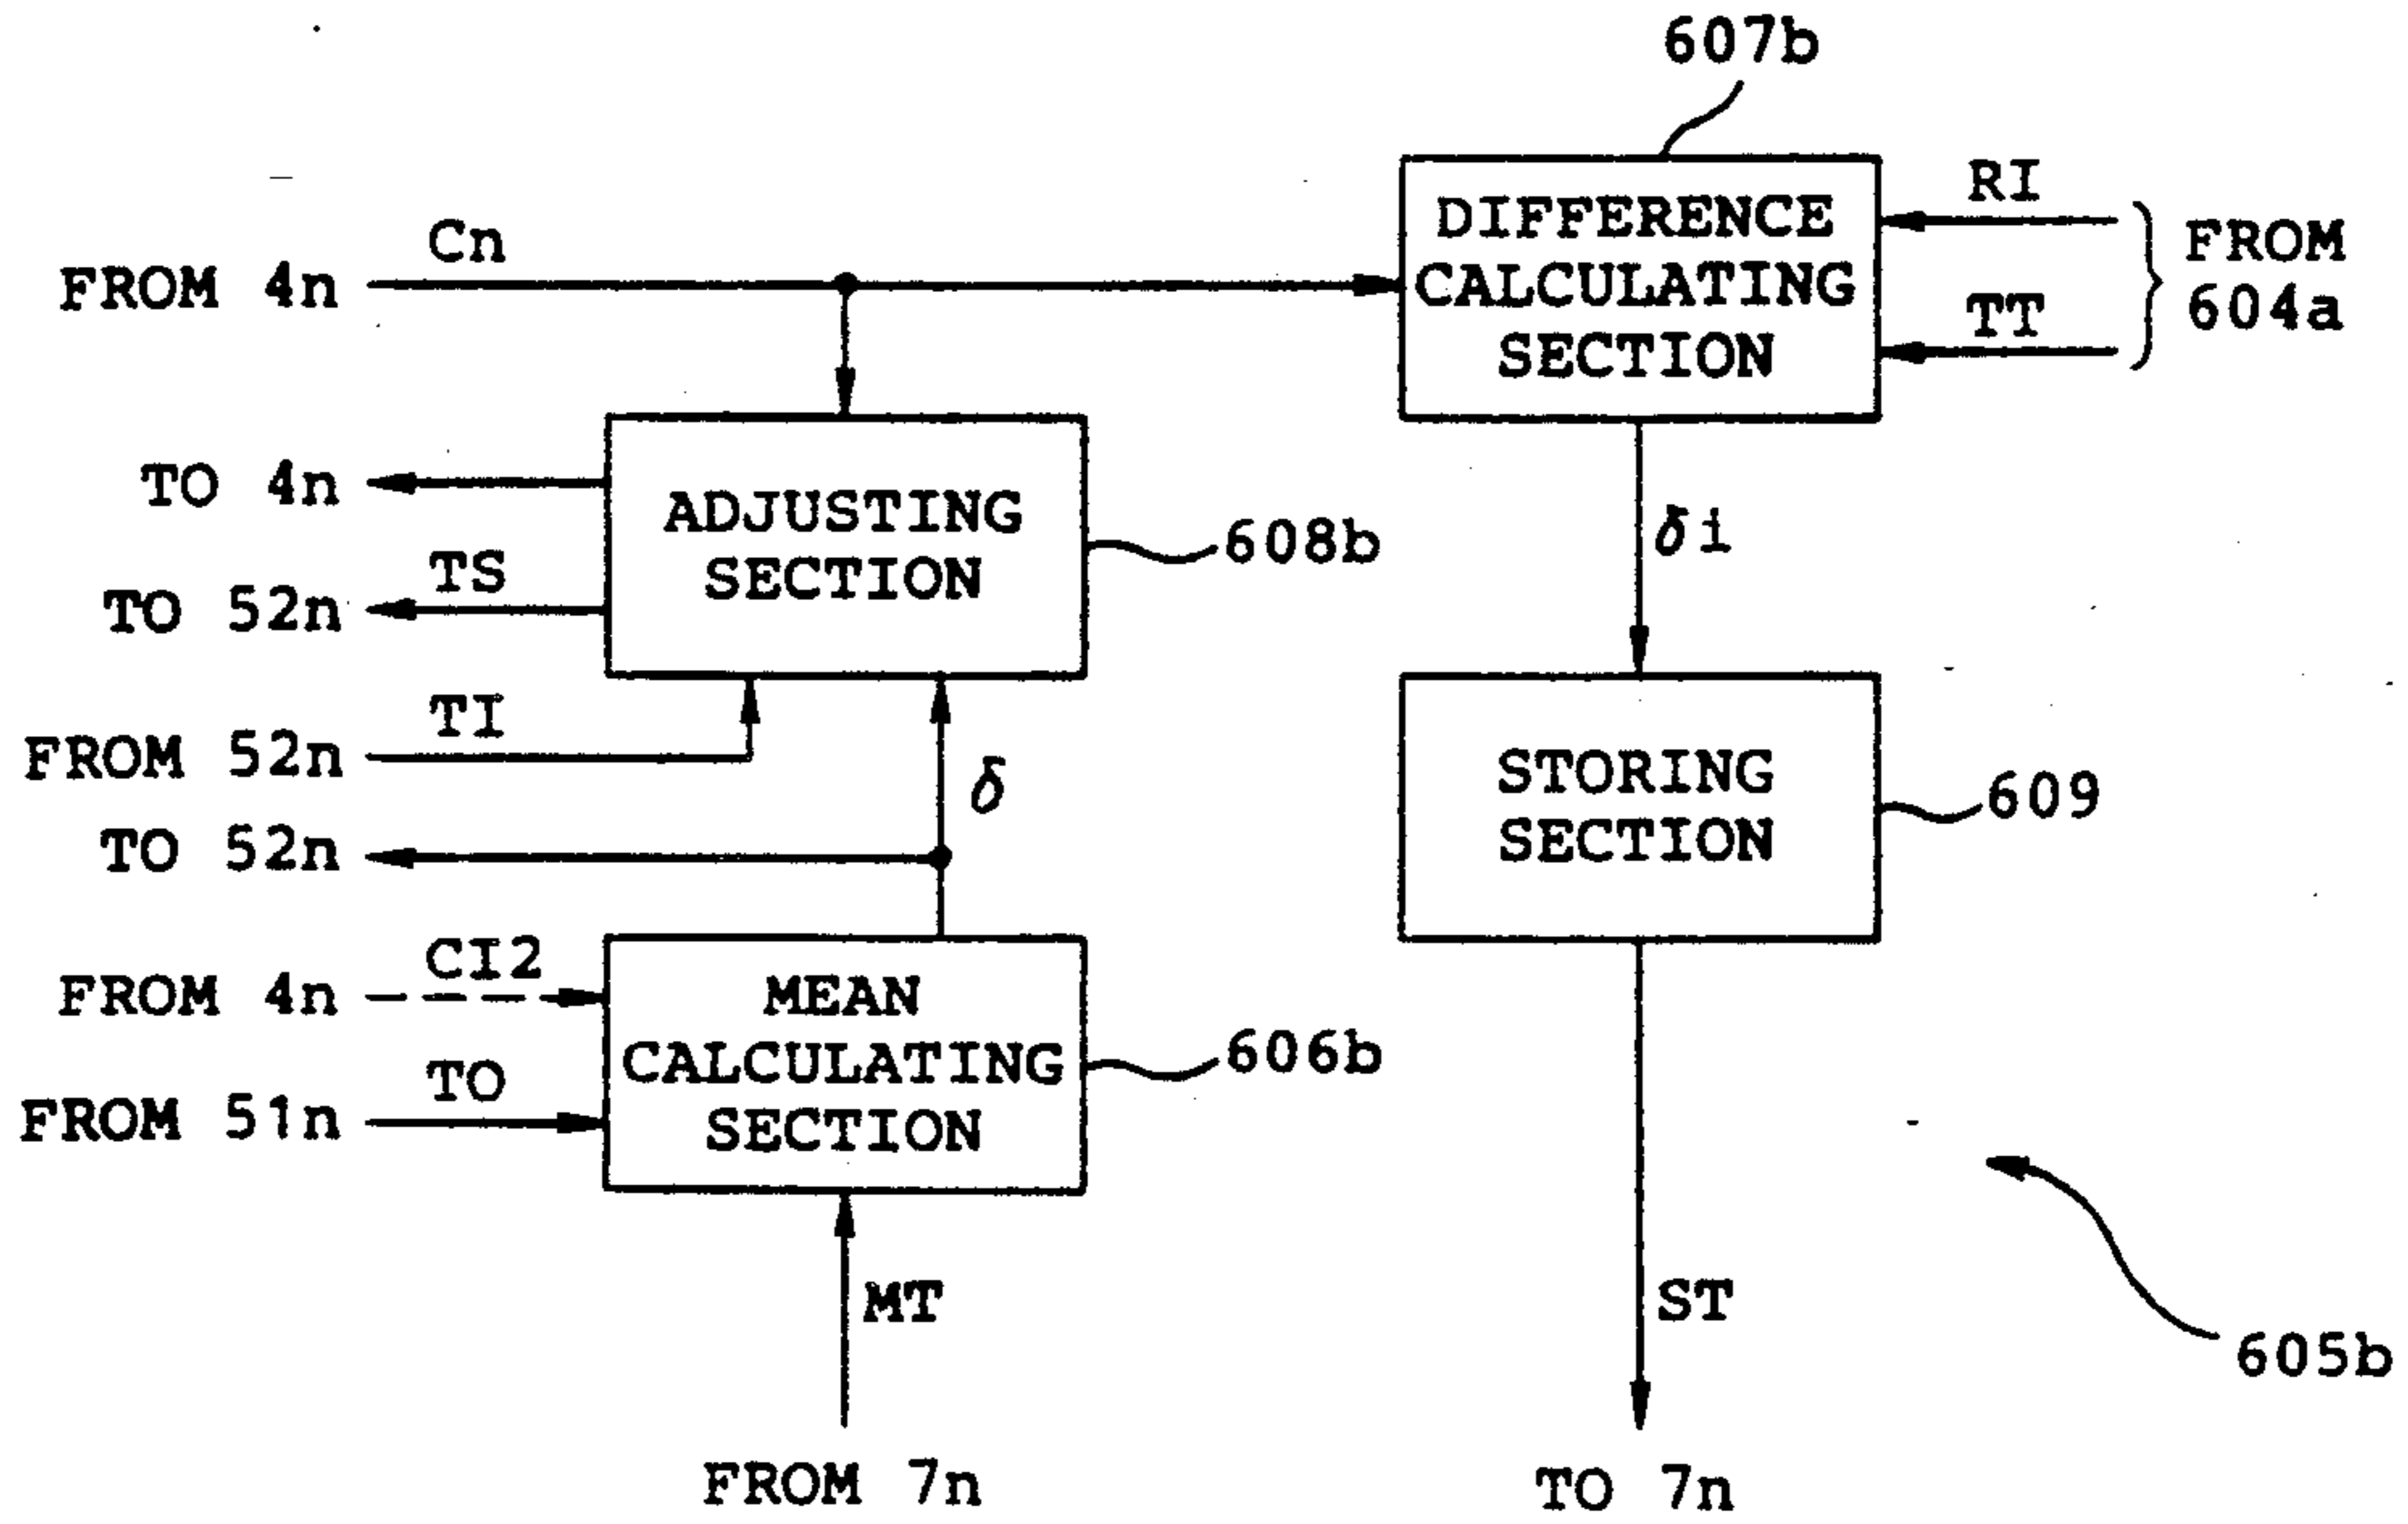 607b
RI
DIFFERENCE
CALCULATING
SECTION
FROM
604a
TT
Cn
FROM 4n
TO 4n
ADJUSTING
SECTION
608b
δi
TS
TO 52n
TI
FROM 52n
δ
STORING
SECTION
609
TO 52n
CI2
FROM 4n
MEAN
CALCULATING
SECTION
606b
TO
FROM 51n
MT
ST
605b
FROM 7n
TO 7n